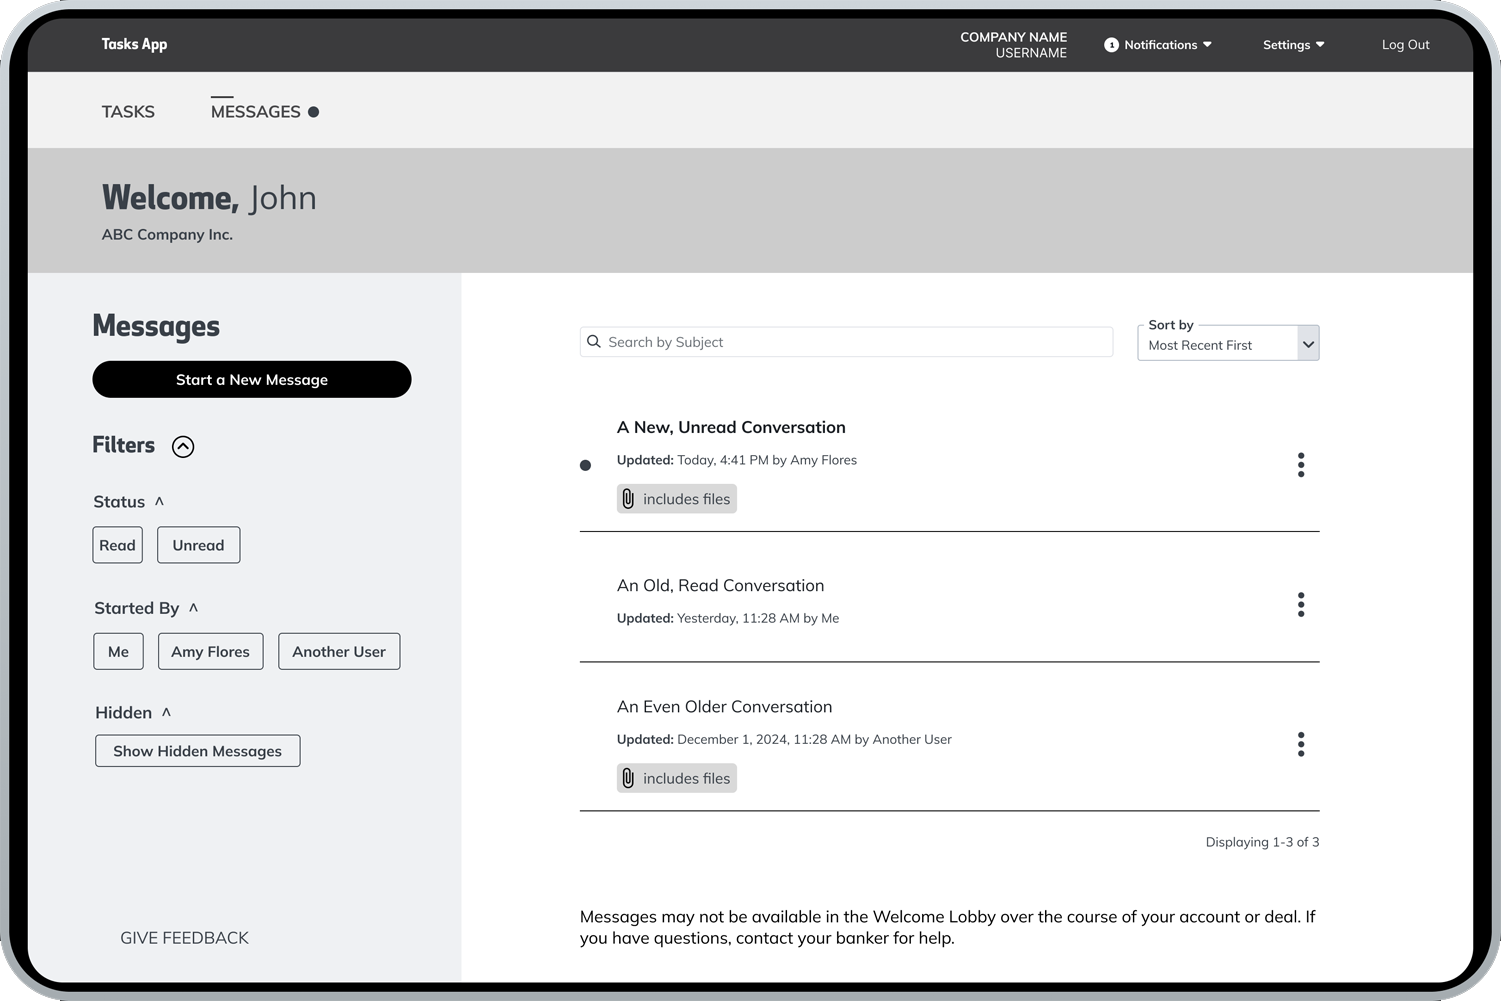 Tasks App
COMPANY NAME
USERNAME
1 Notifications
Settings
Log Out
TASKS
MESSAGES
Welcome, John
ABC Company Inc.
Messages
Start a New Message
Filters
Status ^
Read
Unread
Started By ^
Me
Amy Flores
Another User
Hidden ^
Show Hidden Messages
GIVE FEEDBACK
Search by Subject
Sort by
Most Recent First
A New, Unread Conversation
Updated: Today, 4:41 PM by Amy Flores
includes files
An Old, Read Conversation
Updated: Yesterday, 11:28 AM by Me
An Even Older Conversation
Updated: December 1, 2024, 11:28 AM by Another User
includes files
Displaying 1-3 of 3
Messages may not be available in the Welcome Lobby over the course of your account or deal. If
you have questions, contact your banker for help.